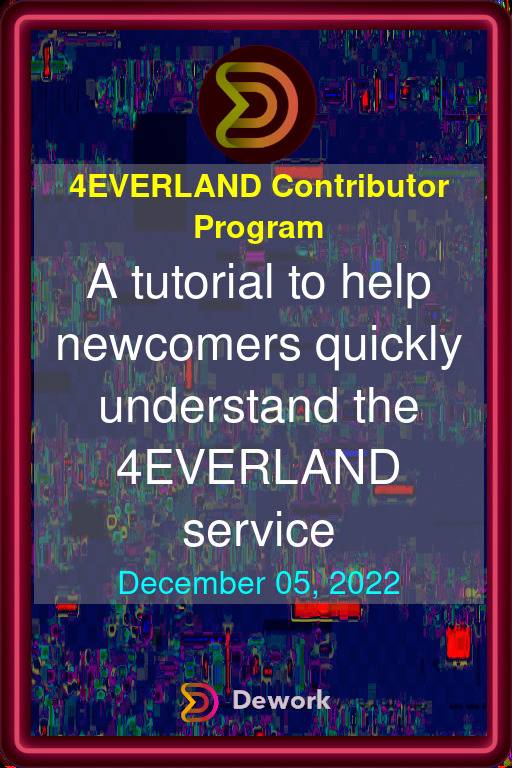 4EVERLAND Contributor
Program
A tutorial to help
newcomers quickly
understand the
4EVERLAND
service
December 05, 2022
Dework